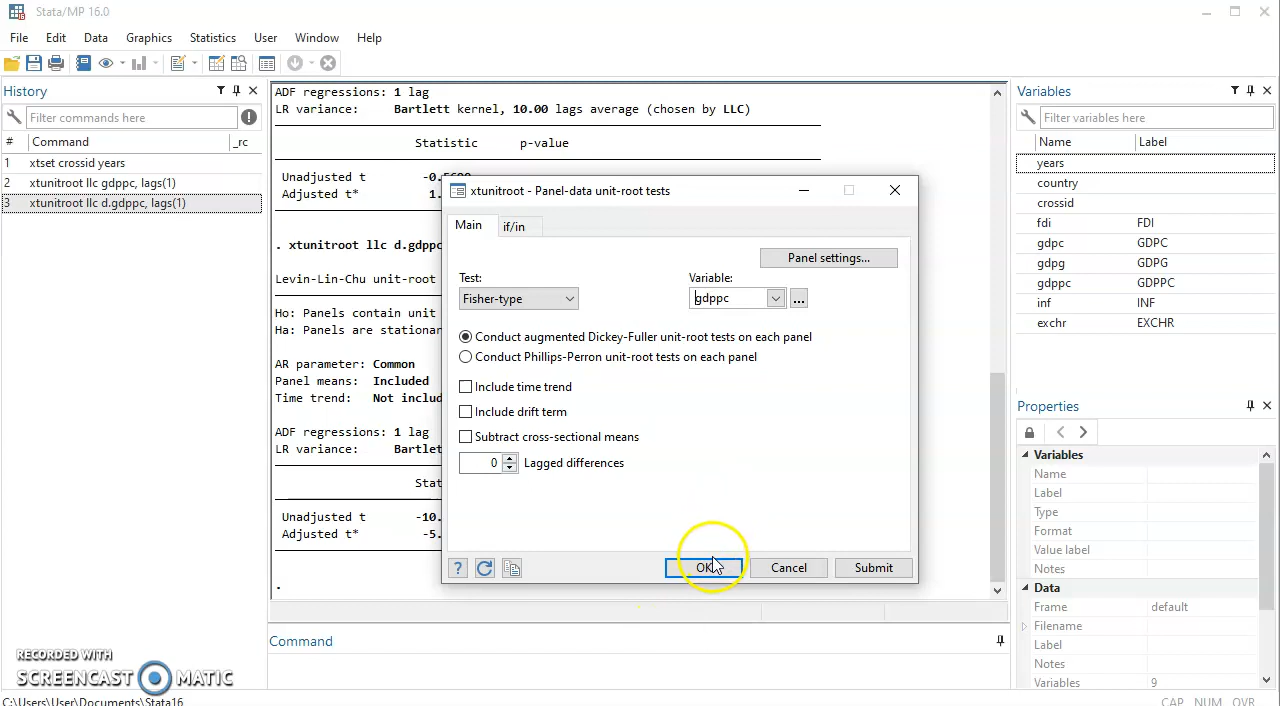 Stata/MP 16.0
File Edit Data Graphics Statistics User Window Help
History
Filter commands here
# Command _rc
1 xtset crossid years
2 xtunitroot llc gdppc, lags(1)
3 xtunitroot llc d.gdppc, lags(1)
ADF regressions: 1 lag
LR variance: Bartlett kernel, 10.00 lags average (chosen by LLC)
Statistic p-value
Unadjusted t
Adjusted t* 1.
. xtunitroot llc d.gdppc
Levin-Lin-Chu unit-root
Ho: Panels contain unit
Ha: Panels are stationar
AR parameter: Common
Panel means: Included
Time trend: Not includ
ADF regressions: 1 lag
LR variance: Bartlet
Stat
Unadjusted t -10.
Adjusted t* -5.
.
xtunitroot - Panel-data unit-root tests
Main if/in
Panel settings...
Test: Variable:
Fisher-type gdppc ...
Conduct augmented Dickey-Fuller unit-root tests on each panel
Conduct Phillips-Perron unit-root tests on each panel
Include time trend
Include drift term
Subtract cross-sectional means
0 Lagged differences
? OK Cancel Submit
Command
Variables
Filter variables here
Name Label
years
country
crossid
fdi FDI
gdpc GDPC
gdpg GDPG
gdppc GDPPC
inf INF
exchr EXCHR
Properties
Variables
Name
Label
Type
Format
Value label
Notes
Data
Frame default
Filename
Label
Notes
Variables 9
RECORDED WITH
SCREENCAST MATIC
C:\Users\User\Documents\Stata16
CAP NUM OVR